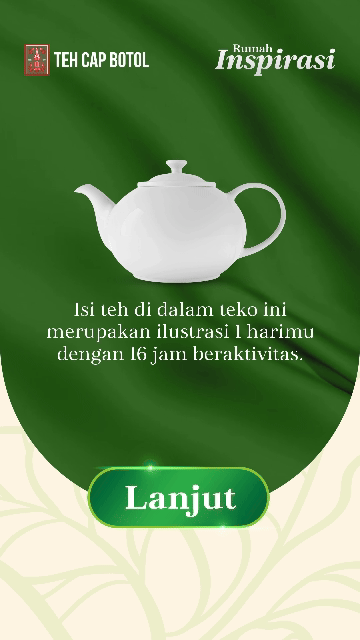 TEH CAP BOTOL
Rumah
Inspirasi
Isi teh di dalam teko ini
merupakan ilustrasi 1 harimu
dengan 16 jam beraktivitas.
Lanjut